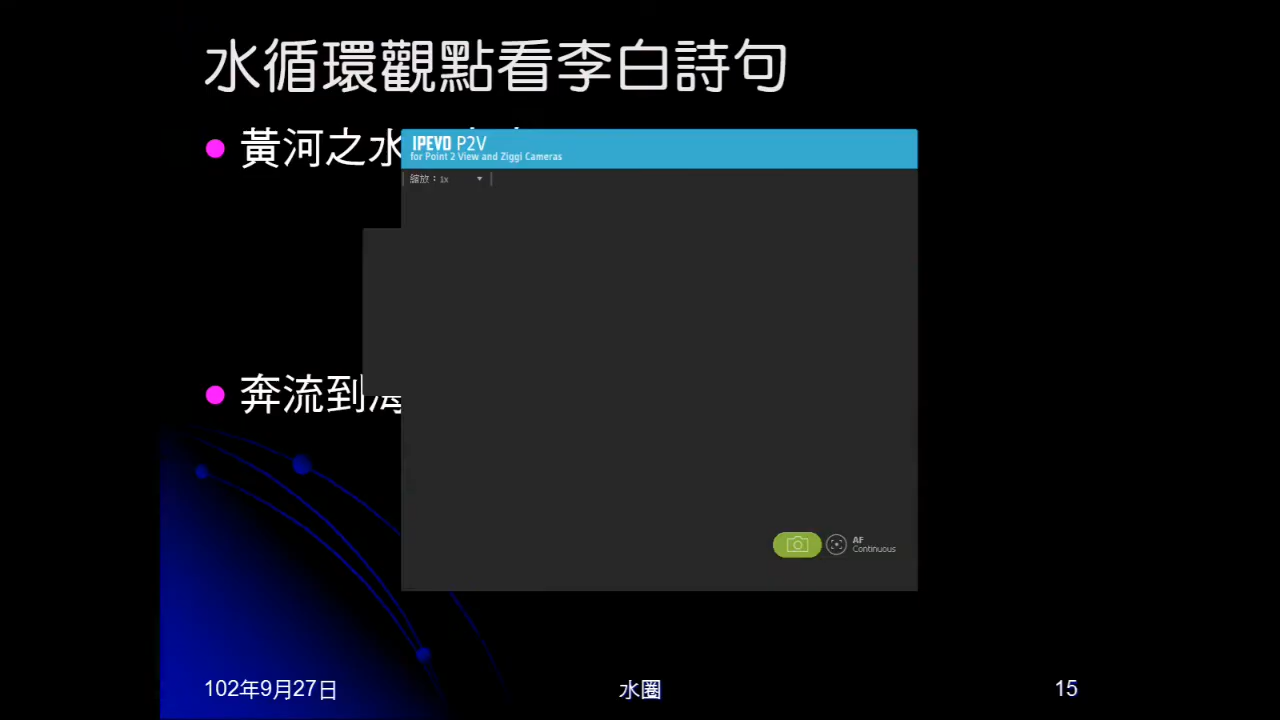 水循環觀點看李白詩句
黃河之水
IPEVO P2V
for Point 2 View and Ziggi Cameras
縮放：1x
奔流到海
AF
Continuous
102年9月27日
水圈
15